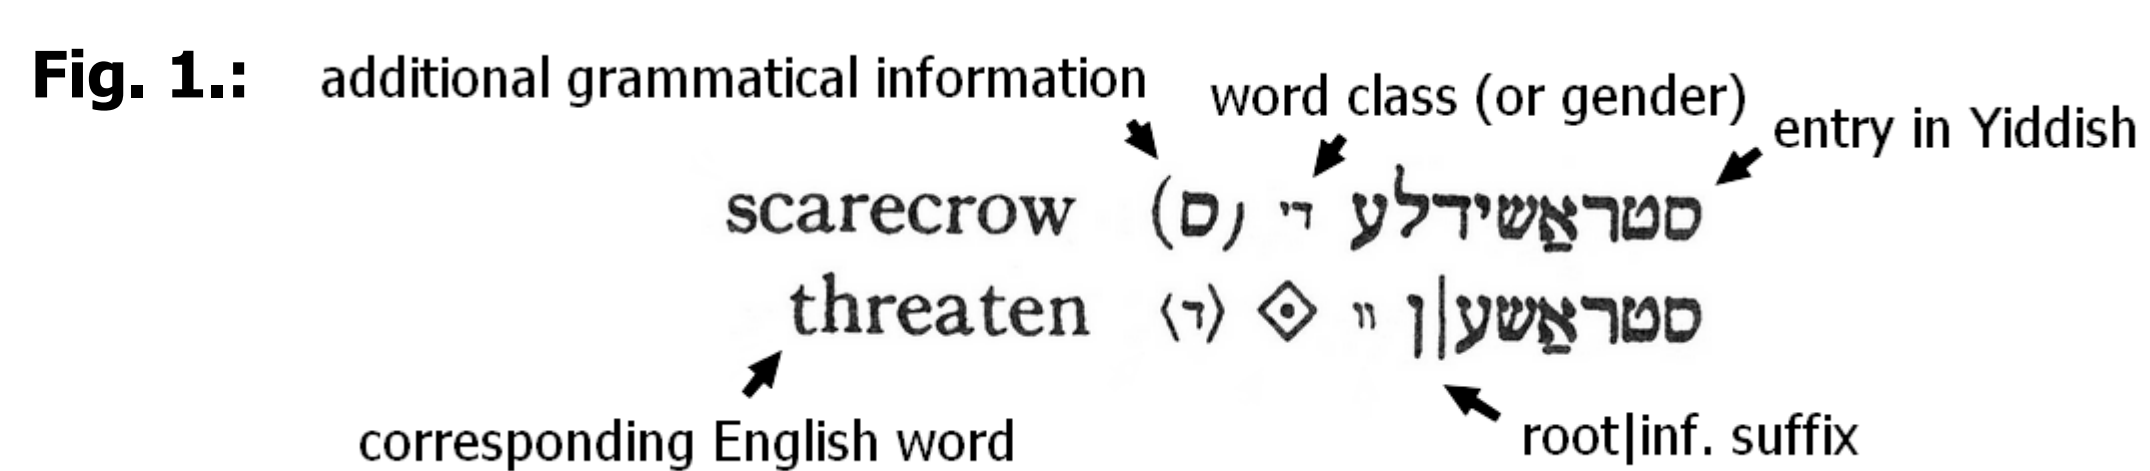 Fig. 1.:
additional grammatical information
word class (or gender)
entry in Yiddish
סטראַשידלע די (ס) scarecrow
סטראַשע|ן וו ◈ ⟨ד⟩ threaten
corresponding English word
root|inf. suffix